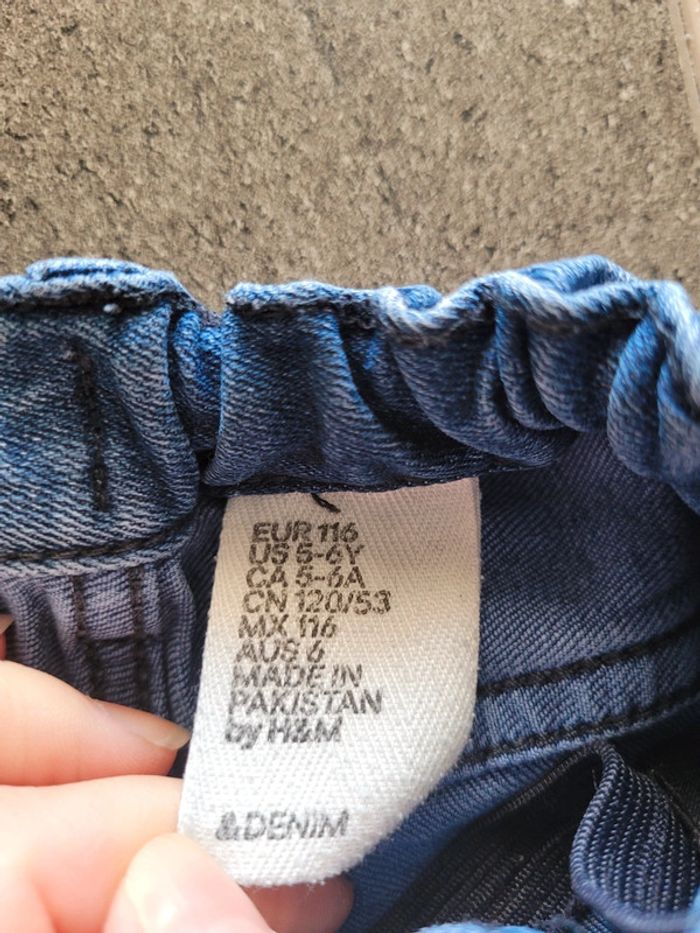 EUR 116
US 5-6Y
CA 5-6A
CN 120/53
MX 116
AUS 6
MADE IN
PAKISTAN
by H&M
&DENIM